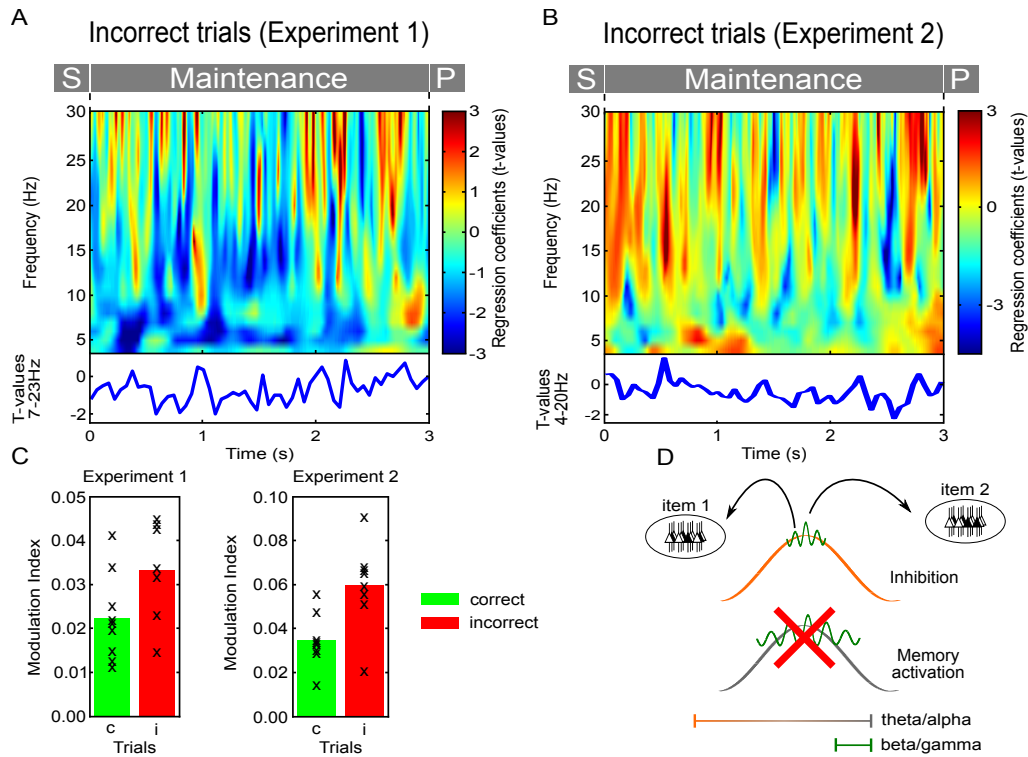 A
Incorrect trials (Experiment 1)
S Maintenance P
Frequency (Hz)
30
25
20
15
10
5
3
2
1
0
-1
-2
-3
Regression coefficients (t-values)
T-values
7-23Hz
0
-2
0 1 2 3
Time (s)
B
Incorrect trials (Experiment 2)
S Maintenance P
Frequency (Hz)
30
25
20
15
10
5
3
0
-3
Regression coefficients (t-values)
T-values
4-20Hz
0
-2
0 1 2 3
Time (s)
C
Experiment 1
Modulation Index
0.05
0.04
0.03
0.02
0.01
0.00
c i
Trials
Experiment 2
Modulation Index
0.10
0.08
0.06
0.04
0.02
0.00
c i
Trials
correct
incorrect
D
item 1
item 2
Inhibition
Memory
activation
theta/alpha
beta/gamma